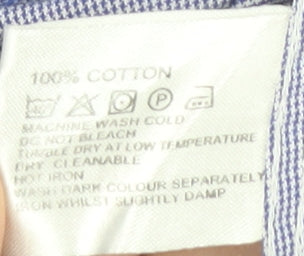 100% COTTON
MACHINE WASH COLD
DO NOT BLEACH
TUMBLE DRY AT LOW TEMPERATURE
DRY CLEANABLE
HOT IRON
WASH DARK COLOUR SEPARATELY
IRON WHILST SLIGHTLY DAMP